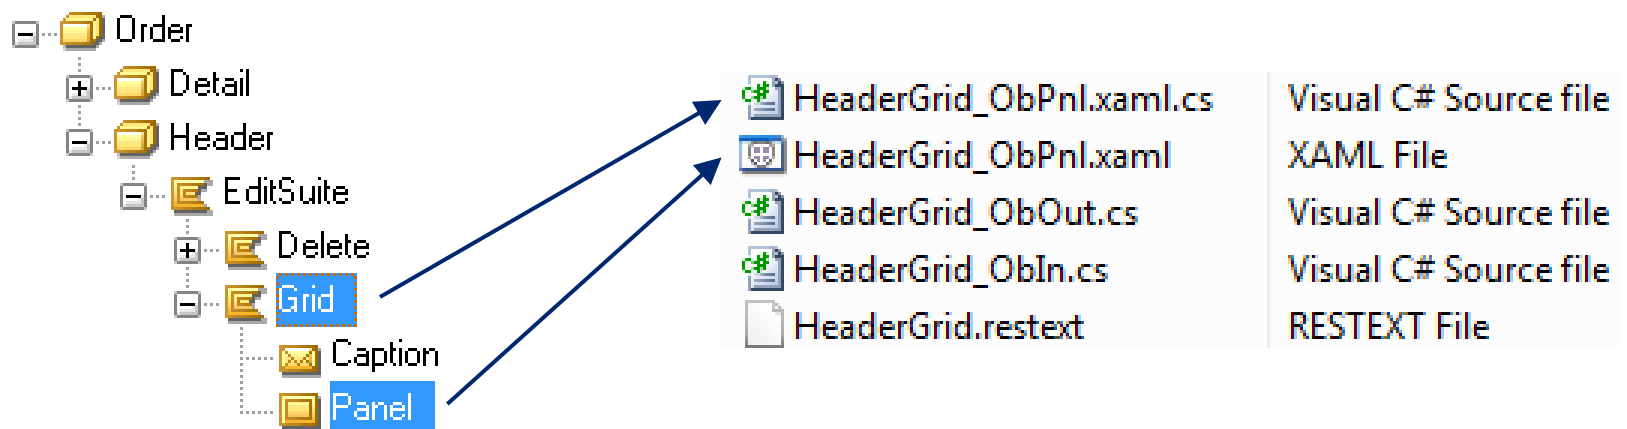 Order
Detail
Header
EditSuite
Delete
Grid
Caption
Panel
HeaderGrid_ObPnl.xaml.cs Visual C# Source file
HeaderGrid_ObPnl.xaml XAML File
HeaderGrid_ObOut.cs Visual C# Source file
HeaderGrid_ObIn.cs Visual C# Source file
HeaderGrid.restext RESTEXT File